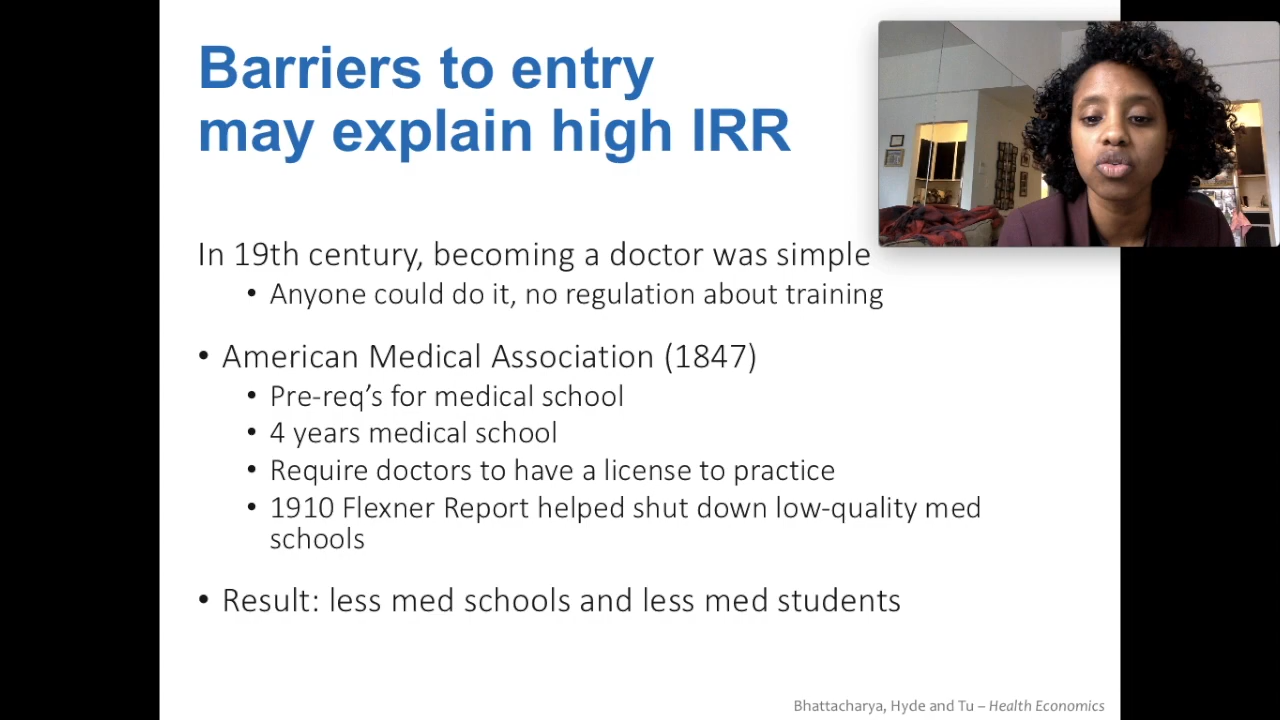 Barriers to entry
may explain high IRR
In 19th century, becoming a doctor was simple
• Anyone could do it, no regulation about training
• American Medical Association (1847)
• Pre-req’s for medical school
• 4 years medical school
• Require doctors to have a license to practice
• 1910 Flexner Report helped shut down low-quality med
schools
• Result: less med schools and less med students
Bhattacharya, Hyde and Tu – Health Economics